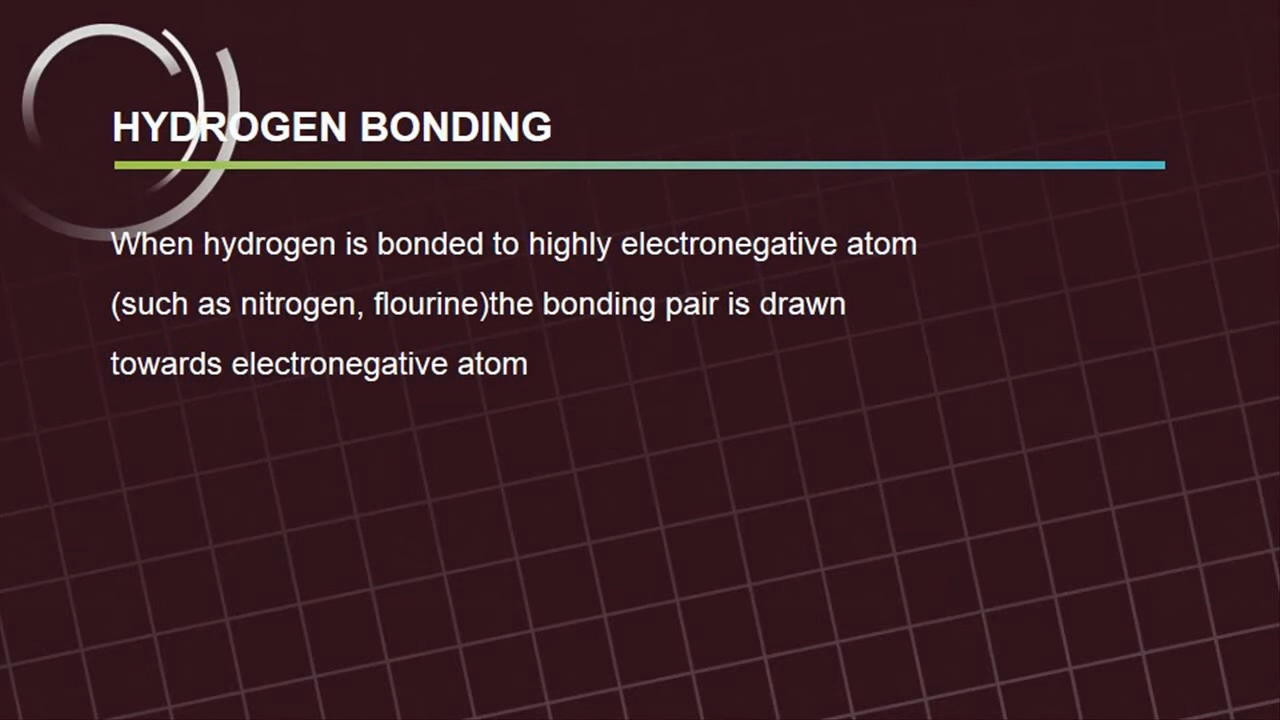 HYDROGEN BONDING
When hydrogen is bonded to highly electronegative atom
(such as nitrogen, flourine)the bonding pair is drawn
towards electronegative atom